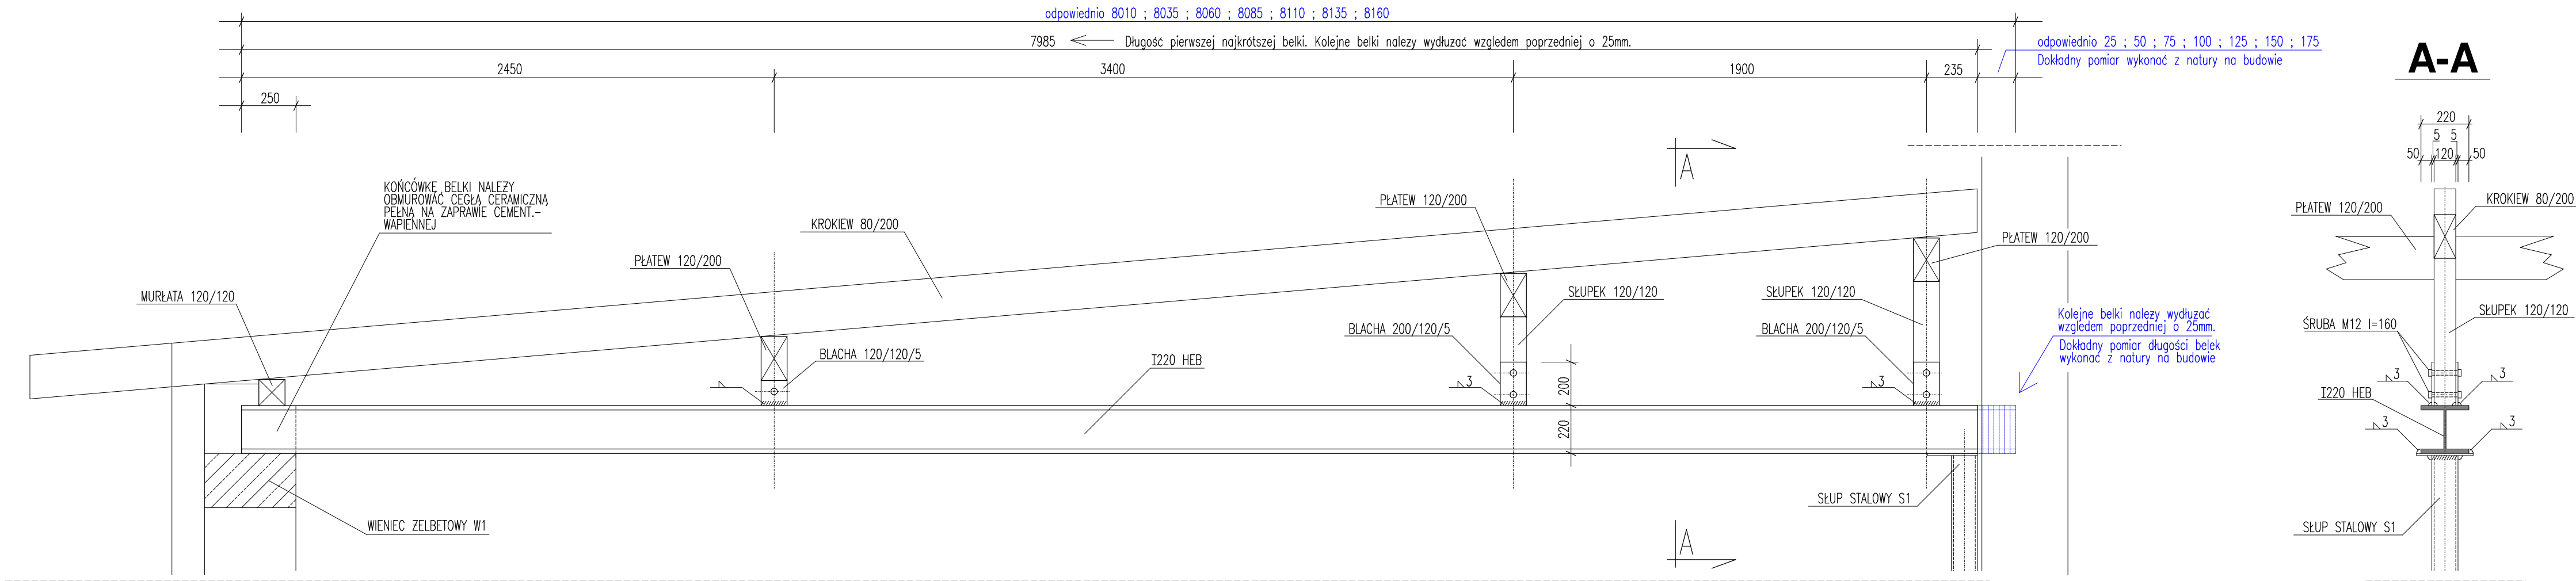 odpowiednio 8010 ; 8035 ; 8060 ; 8085 ; 8110 ; 8135 ; 8160
7985
Długość pierwszej najkrótszej belki. Kolejne belki nalezy wydłuzać wzgledem poprzedniej o 25mm.
odpowiednio 25 ; 50 ; 75 ; 100 ; 125 ; 150 ; 175
Dokładny pomiar wykonać z natury na budowie
2450
3400
1900
235
250
A
KOŃCÓWKĘ BELKI NALEŻY
OBMUROWAĆ CEGŁĄ CERAMICZNĄ
PEŁNĄ NA ZAPRAWIE CEMENT.-
WAPIENNEJ
KROKIEW 80/200
PŁATEW 120/200
PŁATEW 120/200
PŁATEW 120/200
MURŁATA 120/120
SŁUPEK 120/120
SŁUPEK 120/120
BLACHA 120/120/5
BLACHA 200/120/5
BLACHA 200/120/5
I220 HEB
3
3
200
220
Kolejne belki nalezy wydłuzać
wzgledem poprzedniej o 25mm.
Dokładny pomiar długości belek
wykonać z natury na budowie
SŁUP STALOWY S1
WIENIEC ŻELBETOWY W1
A
A-A
220
5 5
50 120 50
PŁATEW 120/200
KROKIEW 80/200
SŁUPEK 120/120
ŚRUBA M12 l=160
3
3
I220 HEB
3
3
SŁUP STALOWY S1